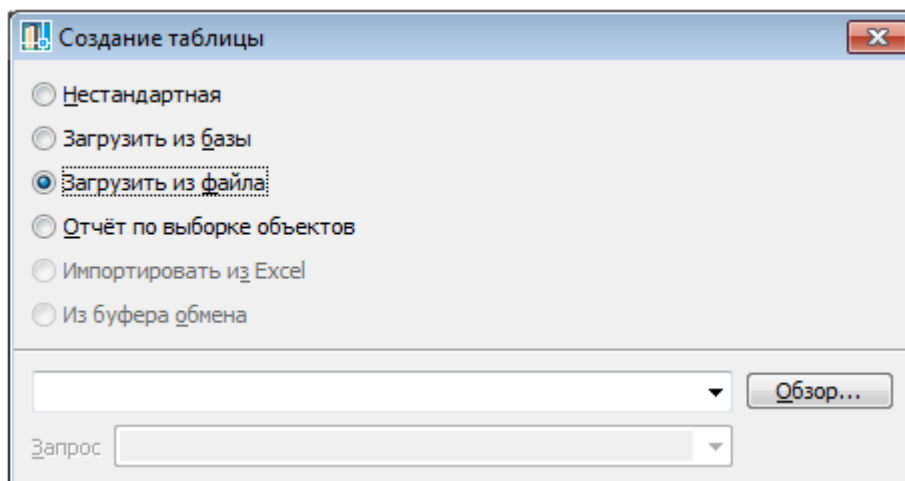 Создание таблицы
Нестандартная
Загрузить из базы
Загрузить из файла
Отчёт по выборке объектов
Импортировать из Excel
Из буфера обмена
Обзор...
Запрос